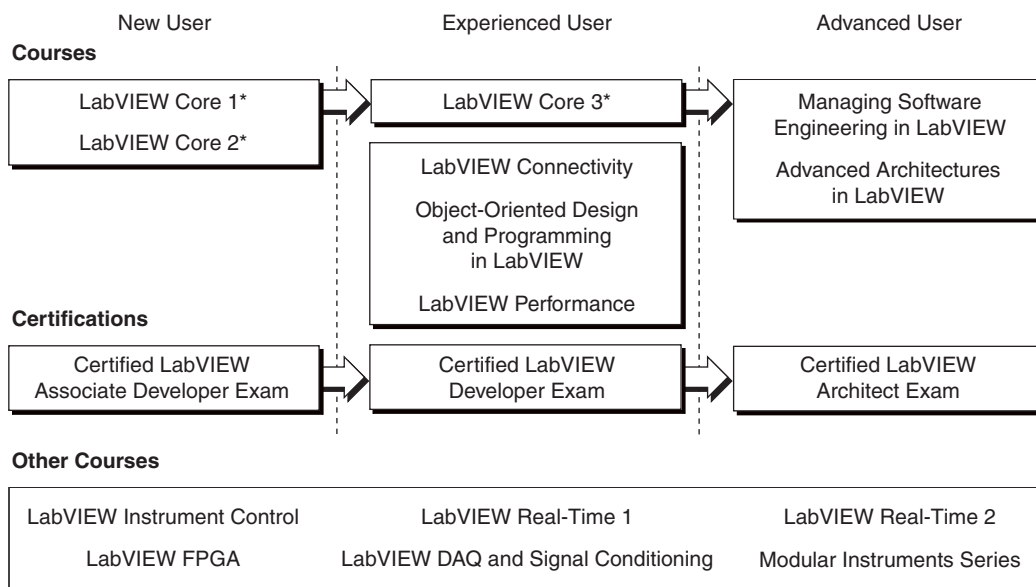 New User
Experienced User
Advanced User
Courses
LabVIEW Core 1*
LabVIEW Core 2*
LabVIEW Core 3*
LabVIEW Connectivity
Object-Oriented Design
and Programming
in LabVIEW
LabVIEW Performance
Managing Software
Engineering in LabVIEW
Advanced Architectures
in LabVIEW
Certifications
Certified LabVIEW
Associate Developer Exam
Certified LabVIEW
Developer Exam
Certified LabVIEW
Architect Exam
Other Courses
LabVIEW Instrument Control
LabVIEW Real-Time 1
LabVIEW Real-Time 2
LabVIEW FPGA
LabVIEW DAQ and Signal Conditioning
Modular Instruments Series